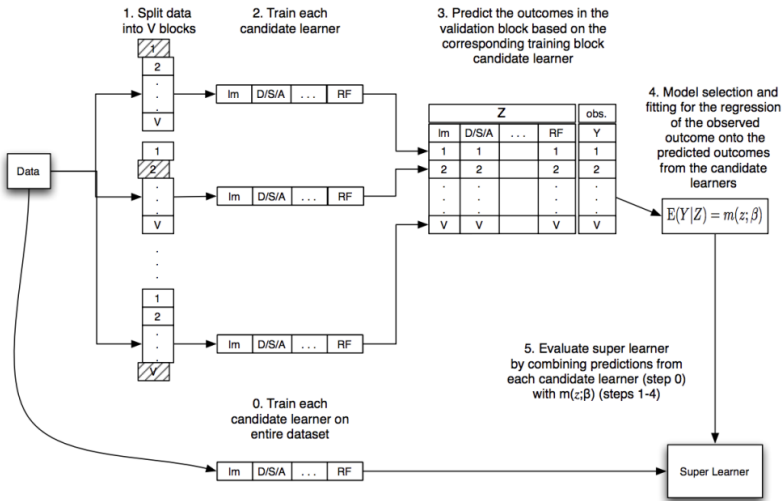 1. Split data
into V blocks
2. Train each
candidate learner
3. Predict the outcomes in the
validation block based on the
corresponding training block
candidate learner
4. Model selection and
fitting for the regression
of the observed
outcome onto the
predicted outcomes
from the candidate
learners
1
2
.
.
.
V
lm D/S/A . . . RF
Z obs.
lm D/S/A . . . RF Y
1 1 1 1
2 2 2 2
. . . .
. . . .
. . . .
V V V V
Data
1
2
.
.
.
V
lm D/S/A . . . RF
E(Y|Z) = m(z;β)
.
.
.
1
2
.
.
.
V
lm D/S/A . . . RF
5. Evaluate super learner
by combining predictions from
each candidate learner (step 0)
with m(z;β) (steps 1-4)
0. Train each
candidate learner on
entire dataset
lm D/S/A . . . RF
Super Learner